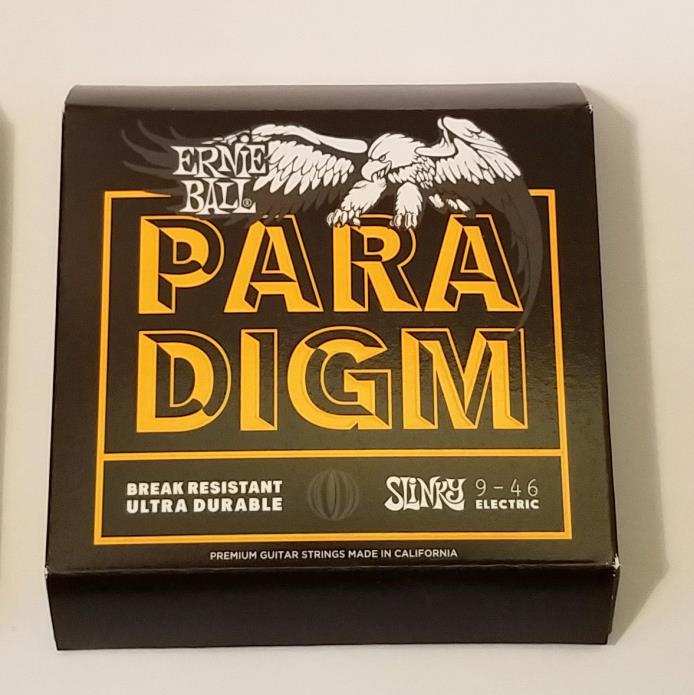 ERNIE
BALL®
PARA
DIGM
BREAK RESISTANT
ULTRA DURABLE
SLINKY 9-46
ELECTRIC
PREMIUM GUITAR STRINGS MADE IN CALIFORNIA